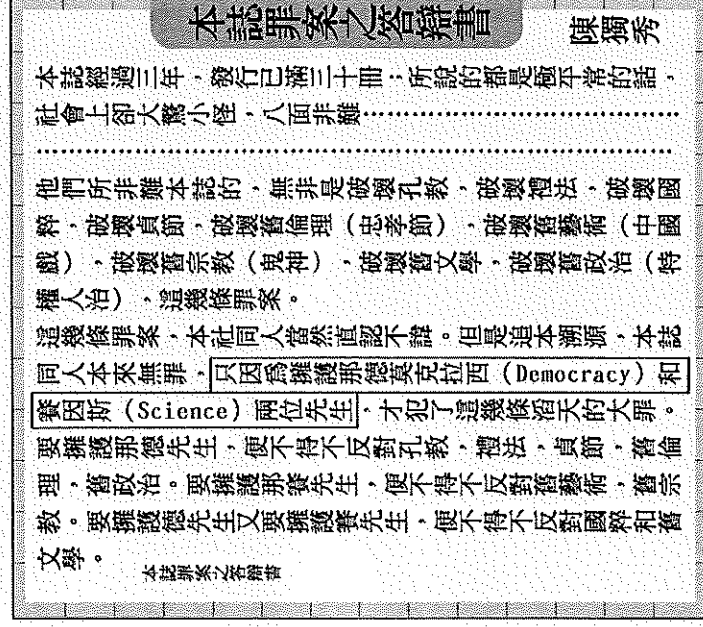 本誌罪案之答辯書
陳獨秀
本誌經過三年，發行已滿三十冊；所說的都是極平常的話，
社會上卻大驚小怪，八面非難……………………………
………………………………………………………………
他們所非難本誌的，無非是破壞孔教，破壞禮法，破壞國
粹，破壞貞節，破壞舊倫理（忠孝節），破壞舊藝術（中國
戲），破壞舊宗教（鬼神），破壞舊文學，破壞舊政治（特
權人治），這幾條罪案。
這幾條罪案，本社同人當然直認不諱。但是追本溯源，本誌
同人本來無罪，只因爲擁護那德莫克拉西（Democracy）和
賽因斯（Science）兩位先生，才犯了這幾條滔天的大罪。
要擁護那德先生，便不得不反對孔教，禮法，貞節，舊倫
理，舊政治。要擁護那賽先生，便不得不反對舊藝術，舊宗
教。要擁護德先生又要擁護賽先生，便不得不反對國粹和舊
文學。
本誌罪案之答辯書